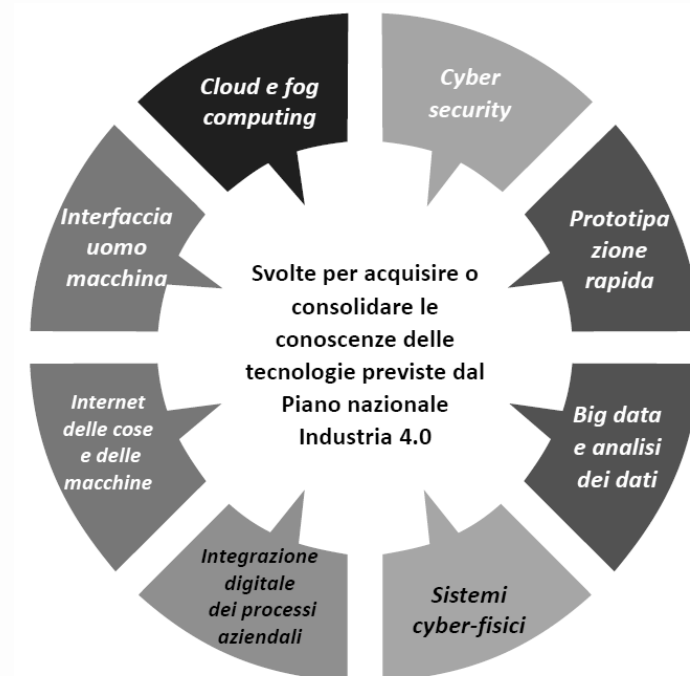 Cloud e fog
computing
Cyber
security
Prototipa
zione
rapida
Big data
e analisi
dei dati
Sistemi
cyber-fisici
Integrazione
digitale
dei processi
aziendali
Internet
delle cose
e delle
macchine
Interfaccia
uomo
macchina
Svolte per acquisire o
consolidare le
conoscenze delle
tecnologie previste dal
Piano nazionale
Industria 4.0